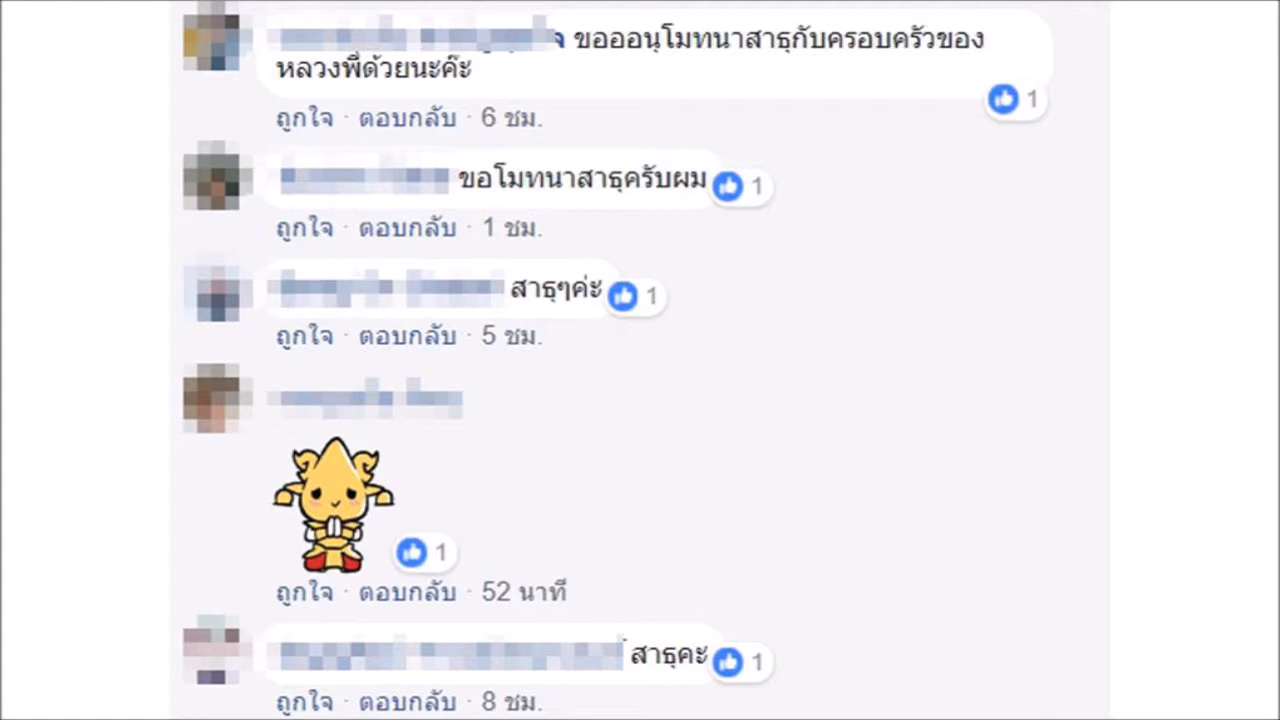 จ ขอออนุโมทนาสาธุกับครอบครัวของ
หลวงพี่ด้วยนะค๊ะ
1
ถูกใจ · ตอบกลับ · 6 ชม.
ขอโมทนาสาธุครับผม 1
ถูกใจ · ตอบกลับ · 1 ชม.
สาธุๆค่ะ 1
ถูกใจ · ตอบกลับ · 5 ชม.
1
ถูกใจ · ตอบกลับ · 52 นาที
สาธุคะ 1
ถูกใจ · ตอบกลับ · 8 ชม.